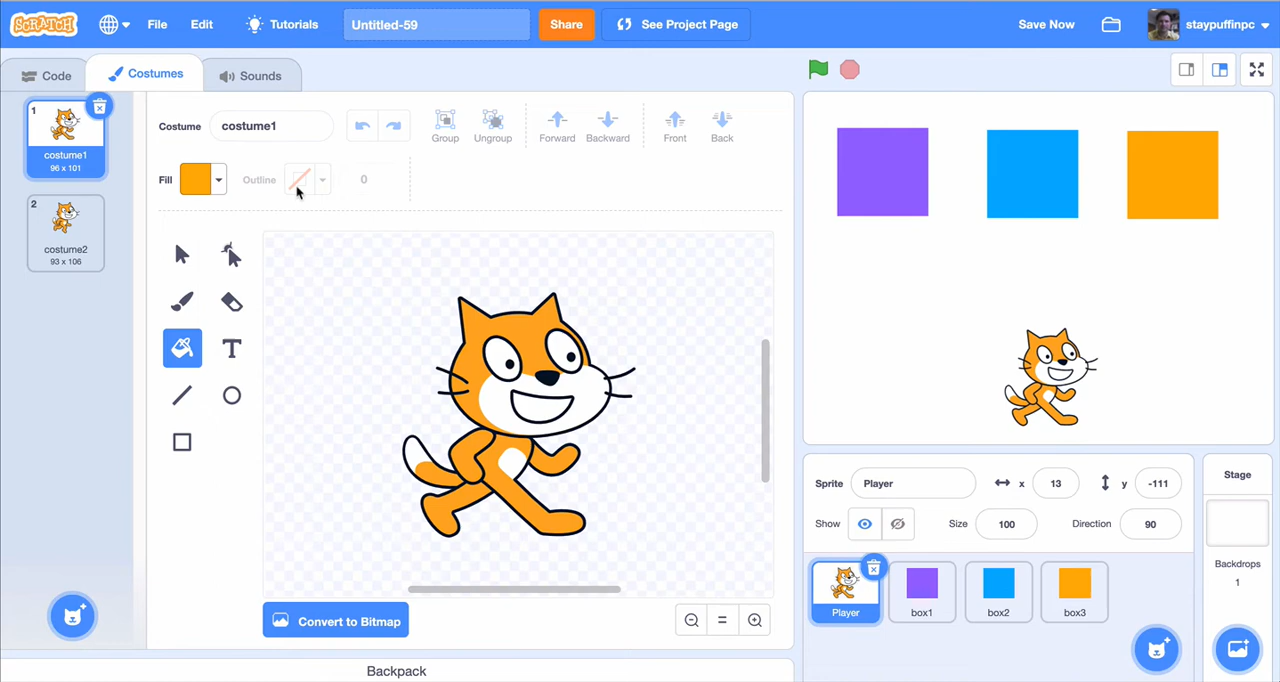 SCRATCH File Edit Tutorials Untitled-59 Share See Project Page Save Now staypuffinpc
Code Costumes Sounds
1
costume1
96 x 101
2
costume2
93 x 106
Costume costume1 Group Ungroup Forward Backward Front Back
Fill Outline 0
T
Convert to Bitmap
Backpack
Sprite Player x 13 y -111
Show Size 100 Direction 90
Player box1 box2 box3
Stage
Backdrops
1